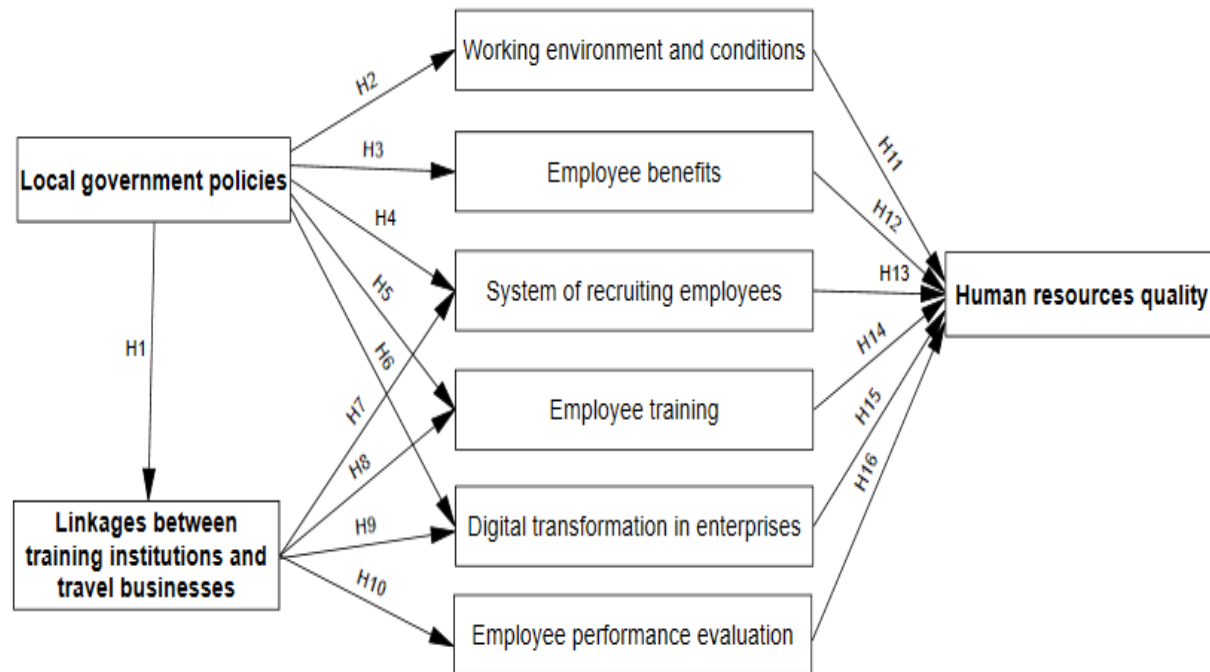 Working environment and conditions
H2
H11
Local government policies
H3
Employee benefits
H12
H4
System of recruiting employees
H13
Human resources quality
H5
H1
H6
H14
H7
Employee training
H15
H8
H16
Linkages between
training institutions and
travel businesses
H9
Digital transformation in enterprises
H10
Employee performance evaluation